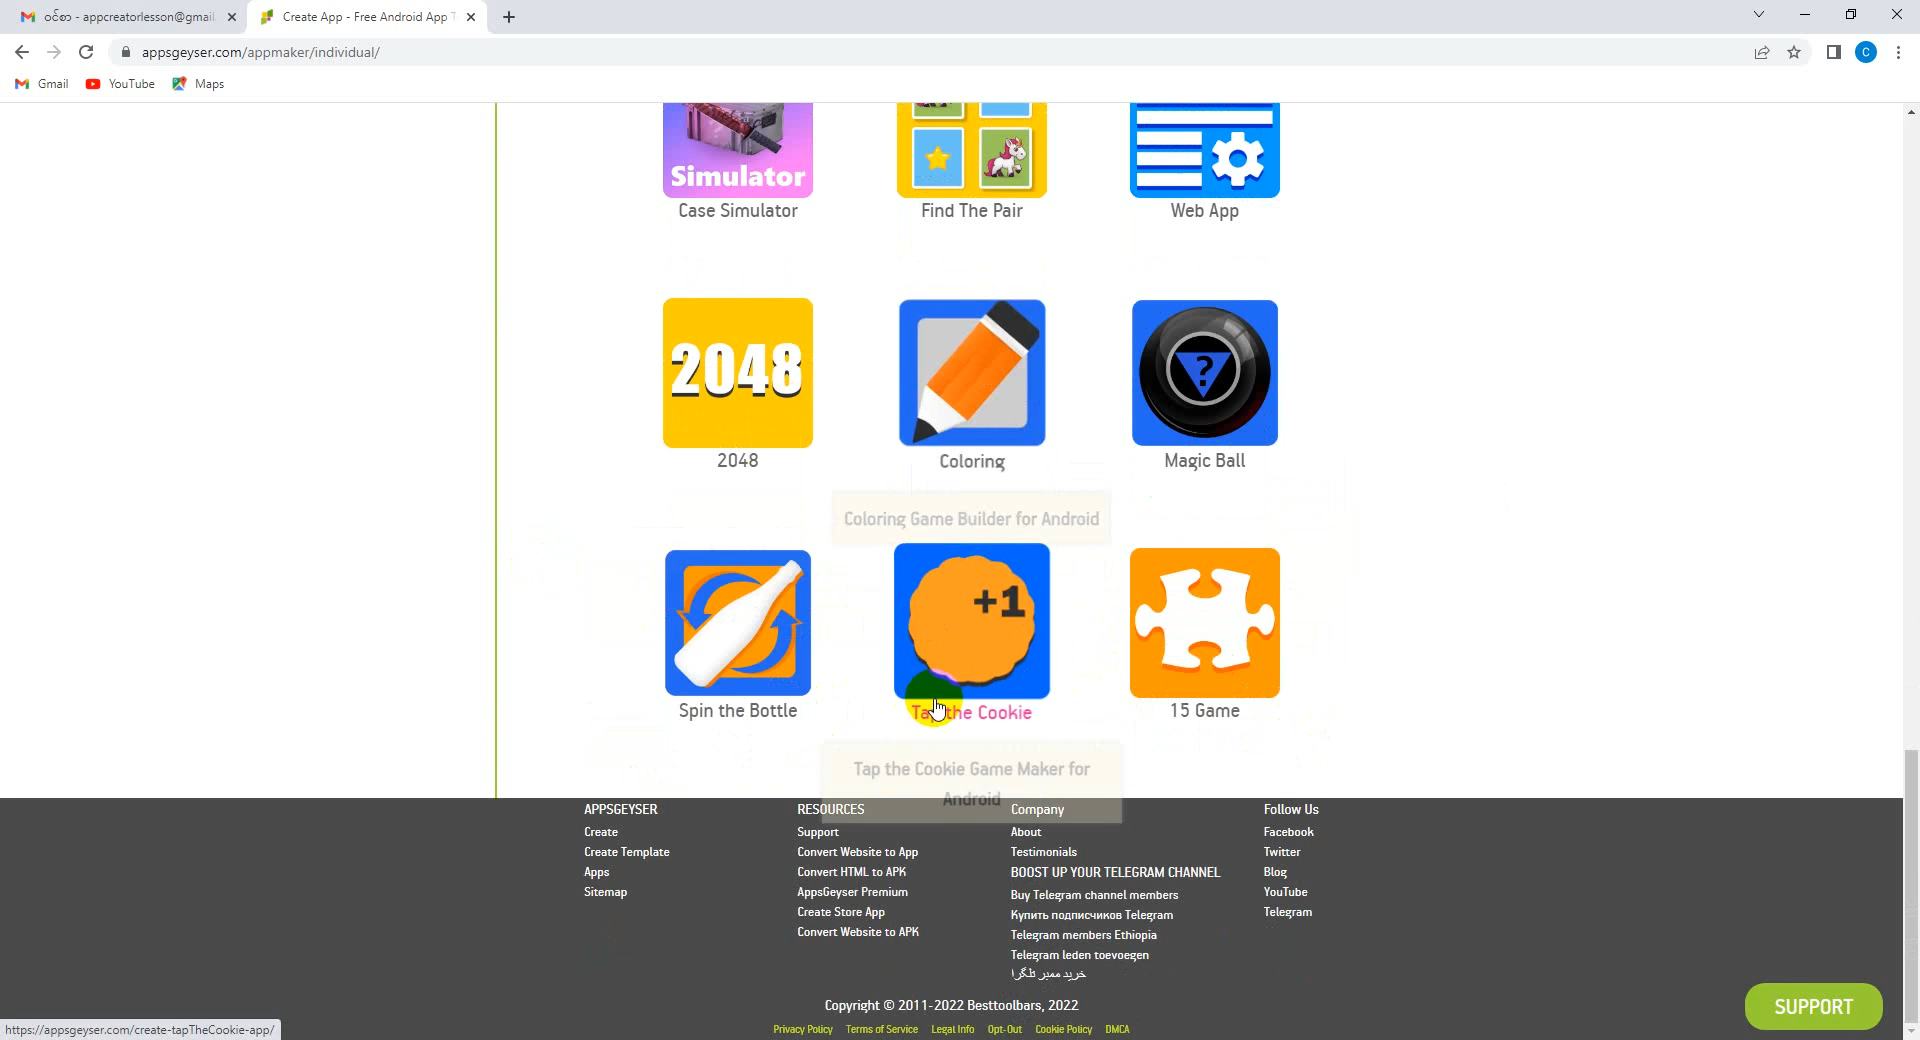 ဝင်စာ - appcreatorlesson@gmail
Create App - Free Android App T
appsgeyser.com/appmaker/individual/
C
Gmail
YouTube
Maps
Simulator
Case Simulator
Find The Pair
Web App
2048
?
2048
Coloring
Magic Ball
Coloring Game Builder for Android
+1
Spin the Bottle
Tap the Cookie
15 Game
Tap the Cookie Game Maker for
Android
APPSGEYSER
Create
Create Template
Apps
Sitemap
RESOURCES
Support
Convert Website to App
Convert HTML to APK
AppsGeyser Premium
Create Store App
Convert Website to APK
Company
About
Testimonials
BOOST UP YOUR TELEGRAM CHANNEL
Buy Telegram channel members
Купить подписчиков Telegram
Telegram members Ethiopia
Telegram leden toevoegen
خرید ممبر تلگرا
Follow Us
Facebook
Twitter
Blog
YouTube
Telegram
Copyright © 2011-2022 Besttoolbars, 2022
Privacy Policy Terms of Service Legal Info Opt-Out Cookie Policy DMCA
SUPPORT
https://appsgeyser.com/create-tapTheCookie-app/